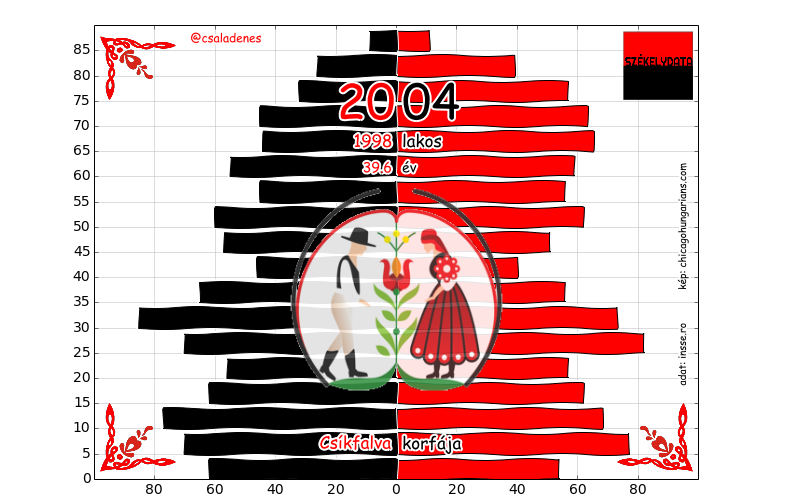 @csaladenes
SZÉKELYDATA
2004
1998 lakos
39.6 év
kép: chicagohungarians.com
adat: insse.ro
Csíkfalva korfája
85
80
75
70
65
60
55
50
45
40
35
30
25
20
15
10
5
0
80 60 40 20 0 20 40 60 80